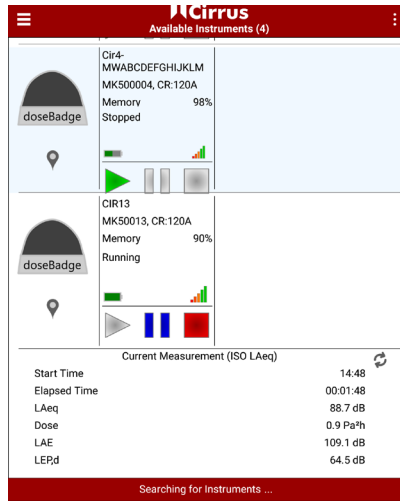 Cirrus
Available Instruments (4)
Cir4-
MWABCDEFGHIJKLM
MK500004, CR:120A
Memory 98%
Stopped
doseBadge
CIR13
MK50013, CR:120A
Memory 90%
Running
doseBadge
Current Measurement (ISO LAeq)
Start Time 14:48
Elapsed Time 00:01:48
LAeq 88.7 dB
Dose 0.9 Pa²h
LAE 109.1 dB
LEP,d 64.5 dB
Searching for Instruments ...